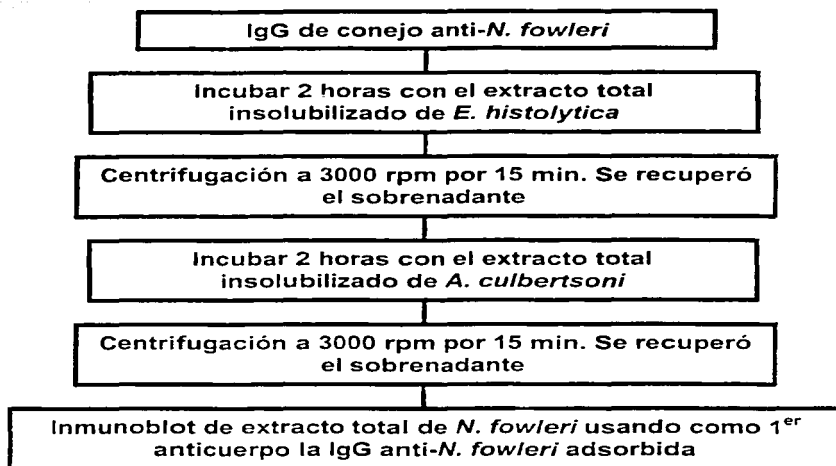 IgG de conejo anti-N. fowleri
Incubar 2 horas con el extracto total
insolubilizado de E. histolytica
Centrifugación a 3000 rpm por 15 min. Se recuperó
el sobrenadante
Incubar 2 horas con el extracto total
insolubilizado de A. culbertsoni
Centrifugación a 3000 rpm por 15 min. Se recuperó
el sobrenadante
Inmunoblot de extracto total de N. fowleri usando como 1er
anticuerpo la IgG anti-N. fowleri adsorbida